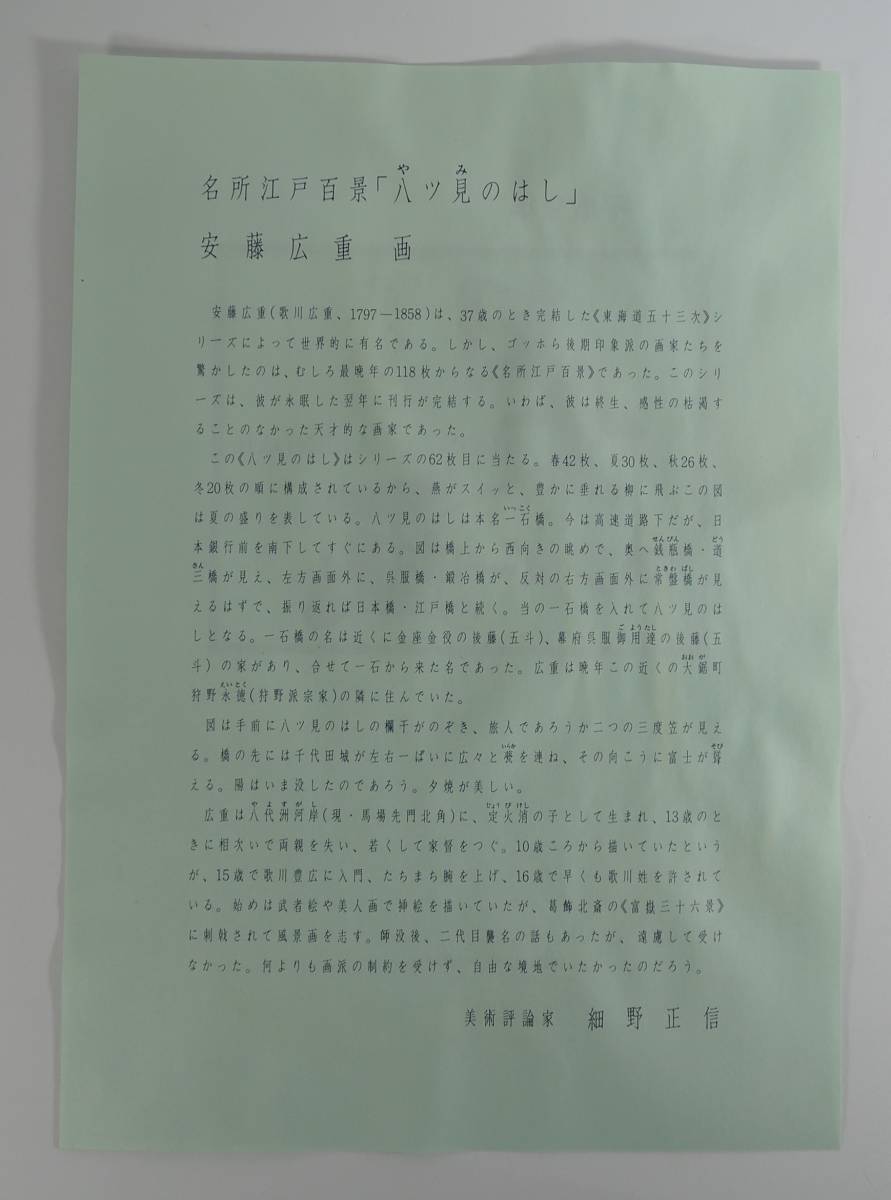 名所江戸百景「八ツ見のはし」
安藤広重 画
安藤広重(歌川広重、1797―1858)は、37歳のとき完結した《東海道五十三次》シ
リーズによって世界的に有名である。しかし、ゴッホら後期印象派の画家たちを
驚かしたのは、むしろ最晩年の118枚からなる《名所江戸百景》であった。このシリ
ーズは、彼が永眠した翌年に刊行が完結する。いわば、彼は終生、感性の枯渇す
ることのなかった天才的な画家であった。
この《八ツ見のはし》はシリーズの62枚目に当たる。春42枚、夏30枚、秋26枚、
冬20枚の順に構成されているから、燕がスイッと、豊かに垂れる柳に飛ぶこの図
は夏の盛りを表している。八ツ見のはしは本名一石橋。今は高速道路下だが、日
本銀行前を南下してすぐにある。図は橋上から西向きの眺めで、奥へ銭瓶橋・道
三橋が見え、左方画面外に、呉服橋・鍛冶橋が、反対の右方画面外に常盤橋が見
えるはずで、振り返れば日本橋・江戸橋と続く。当の一石橋を入れて八ツ見のは
しとなる。一石橋の名は近くに金座金役の後藤(五斗)、幕府呉服御用達の後藤(五
斗)の家があり、合せて一石から来た名であった。広重は晩年この近くの大鋸町
狩野永徳(狩野派宗家)の隣に住んでいた。
図は手前に八ツ見のはしの欄干がのぞき、旅人であろうか二つの三度笠が見え
る。橋の先には千代田城が左右一ぱいに広々と甍を連ね、その向こうに富士が聳
える。陽はいま没したのであろう。夕焼が美しい。
広重は八代洲河岸(現・馬場先門北角)に、定火消の子として生まれ、13歳のと
きに相次いで両親を失い、若くして家督をつぐ。10歳ころから描いていたという
が、15歳で歌川豊広に入門、たちまち腕を上げ、16歳で早くも歌川姓を許されて
いる。始めは武者絵や美人画で挿絵を描いていたが、葛飾北斎の《富嶽三十六景》
に刺戟されて風景画を志す。師没後、二代目襲名の話もあったが、遠慮して受け
なかった。何よりも画派の制約を受けず、自由な境地でいたかったのだろう。
美術評論家 細野正信